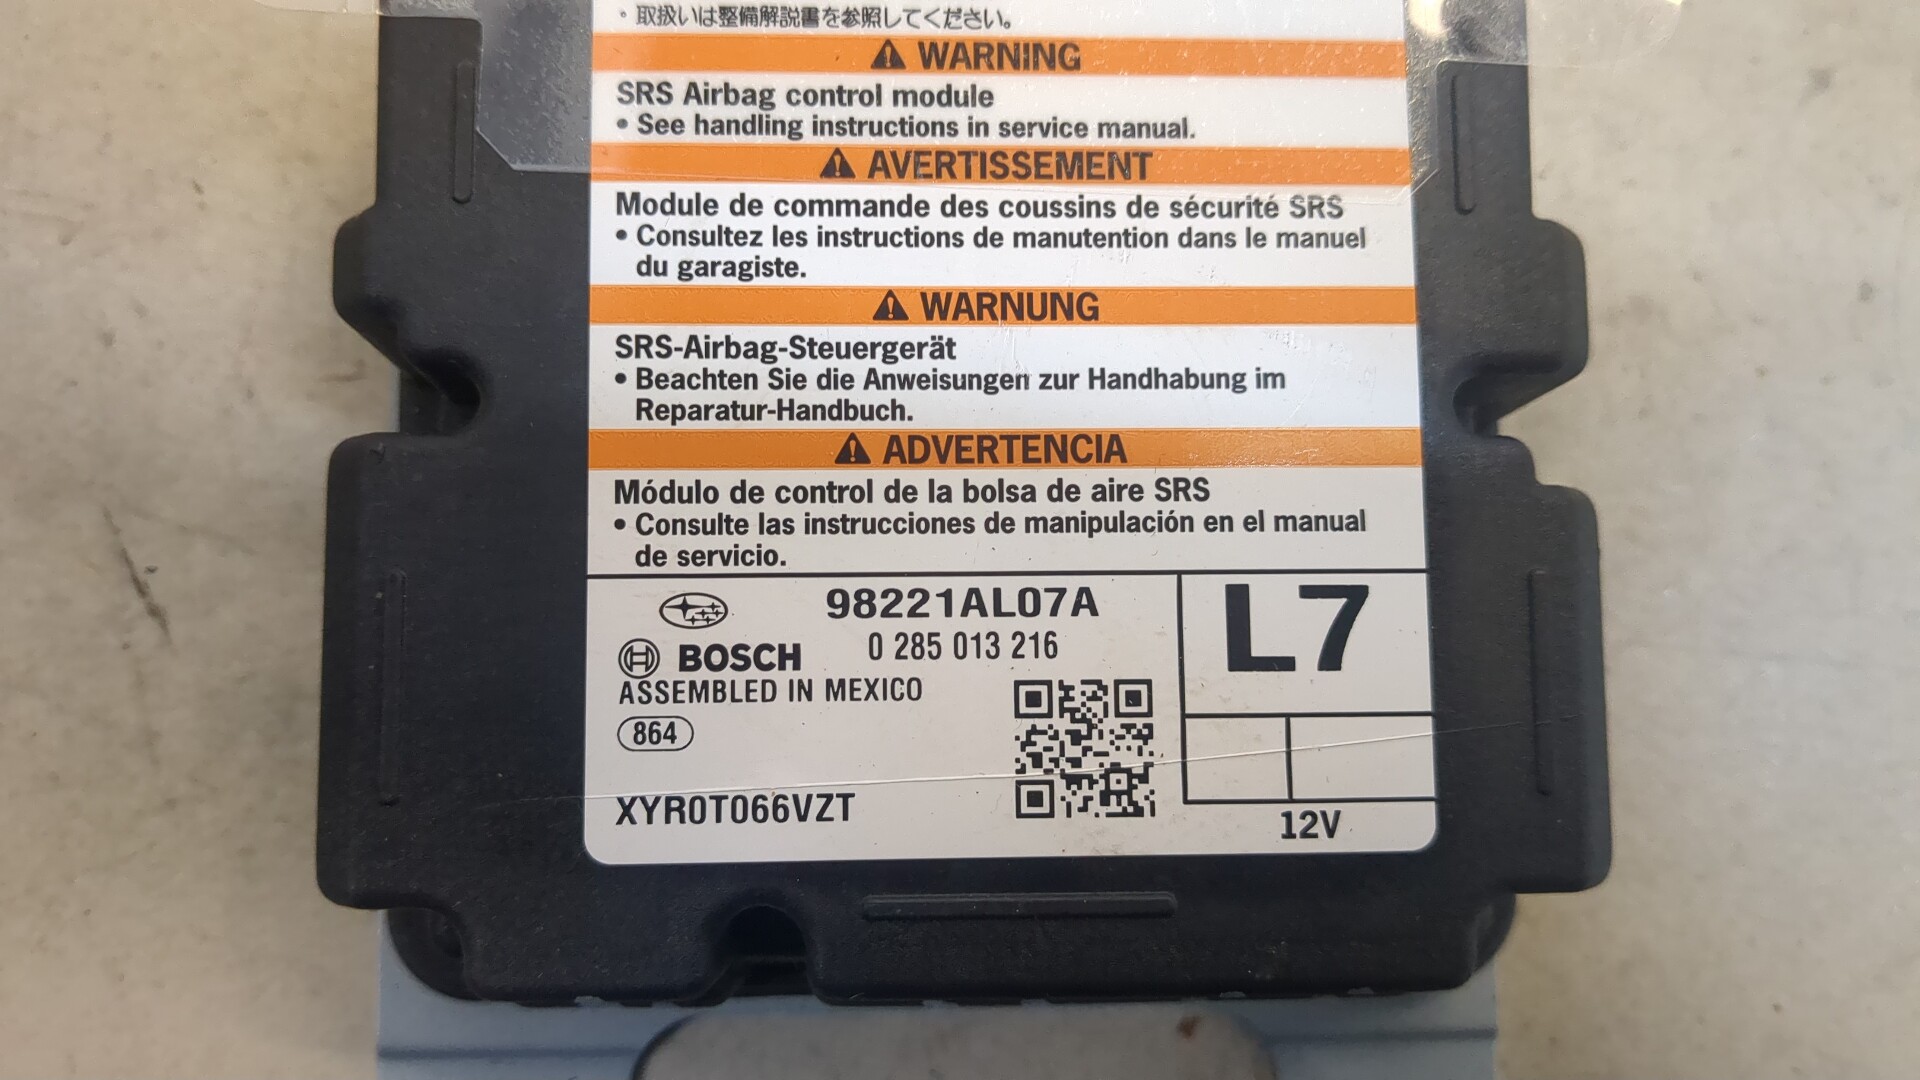 ・取扱いは整備解説書を参照してください。
⚠ WARNING
SRS Airbag control module
• See handling instructions in service manual.
⚠ AVERTISSEMENT
Module de commande des coussins de sécurité SRS
• Consultez les instructions de manutention dans le manuel
du garagiste.
⚠ WARNUNG
SRS-Airbag-Steuergerät
• Beachten Sie die Anweisungen zur Handhabung im
Reparatur-Handbuch.
⚠ ADVERTENCIA
Módulo de control de la bolsa de aire SRS
• Consulte las instrucciones de manipulación en el manual
de servicio.
98221AL07A
L7
BOSCH 0 285 013 216
ASSEMBLED IN MEXICO
864
XYR0T066VZT
12V